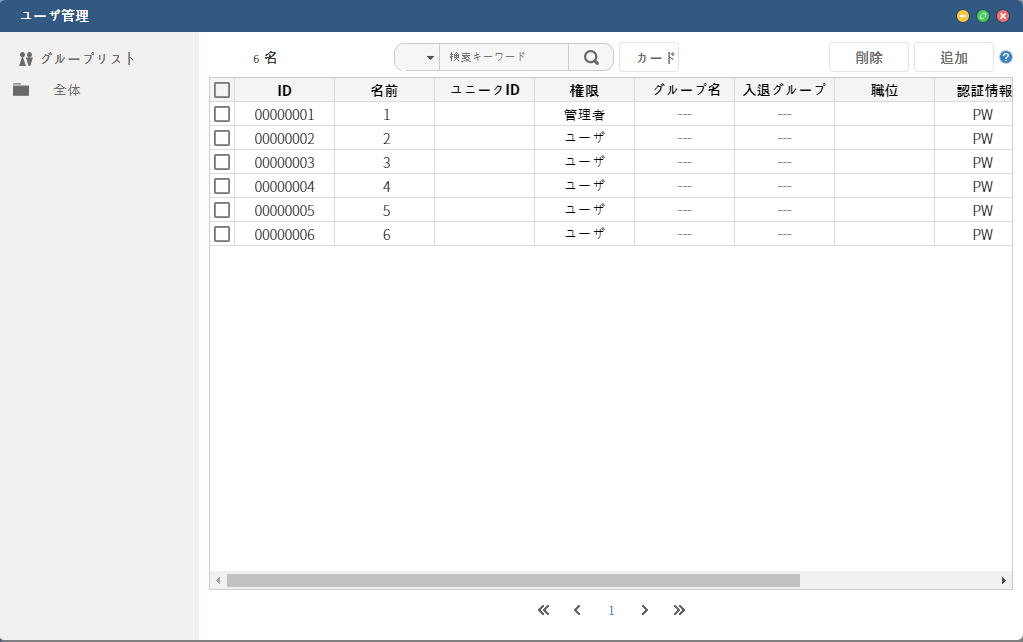 ユーザ管理
グループリスト
全体
6 名
検索キーワード
カード
削除
追加
ID 名前 ユニークID 権限 グループ名 入退グループ 職位 認証情報
00000001 1 管理者 --- --- PW
00000002 2 ユーザ --- --- PW
00000003 3 ユーザ --- --- PW
00000004 4 ユーザ --- --- PW
00000005 5 ユーザ --- --- PW
00000006 6 ユーザ --- --- PW
1